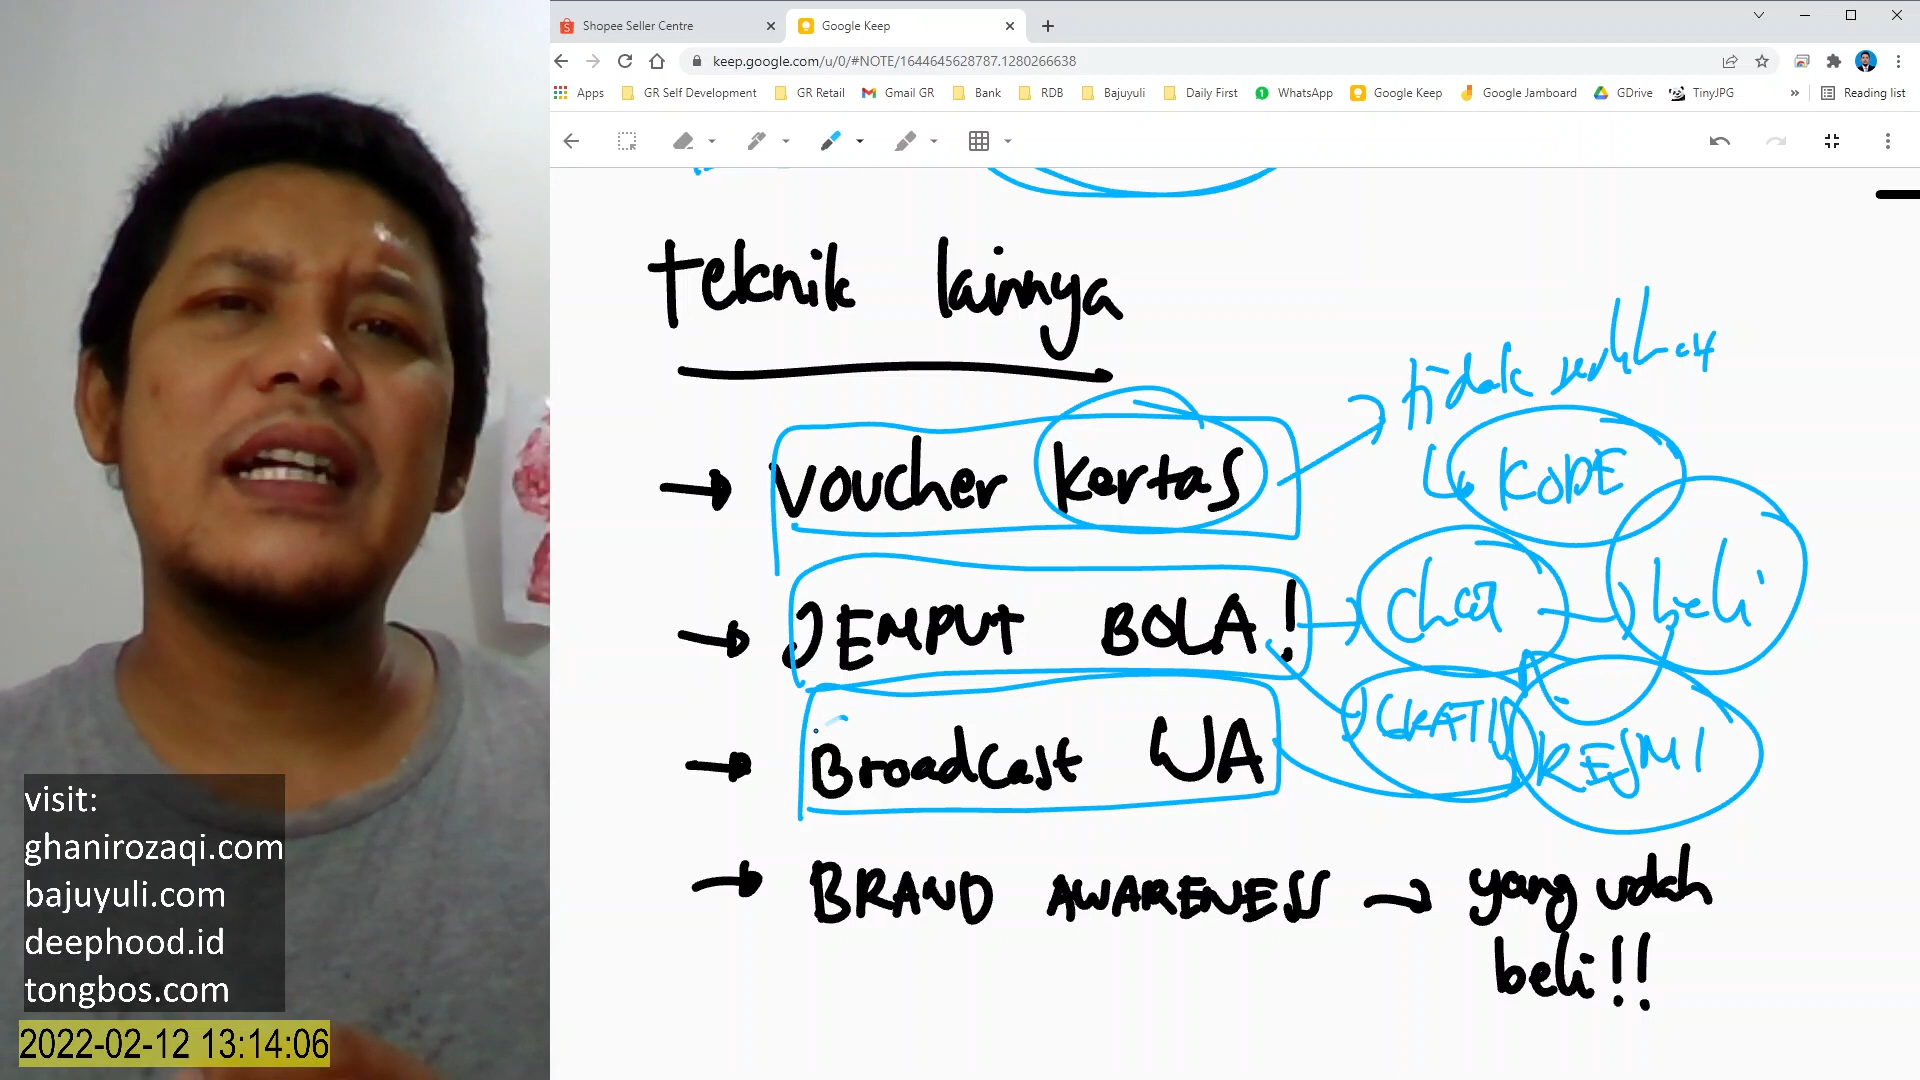 Shopee Seller Centre
Google Keep
keep.google.com/u/0/#NOTE/1644645628787.1280266638
Apps GR Self Development GR Retail Gmail GR Bank RDB Bajuyuli Daily First WhatsApp Google Keep Google Jamboard GDrive TinyJPG » Reading list
teknik lainnya
tidak
→ Voucher kertas
KODE
→ JEMPUT BOLA!
chat
beli
→ Broadcast WA
GRATIS
RESMI
→ BRAND AWARENESS → yang udah
beli!!
visit:
ghanirozaqi.com
bajuyuli.com
deephood.id
tongbos.com
2022-02-12 13:14:06